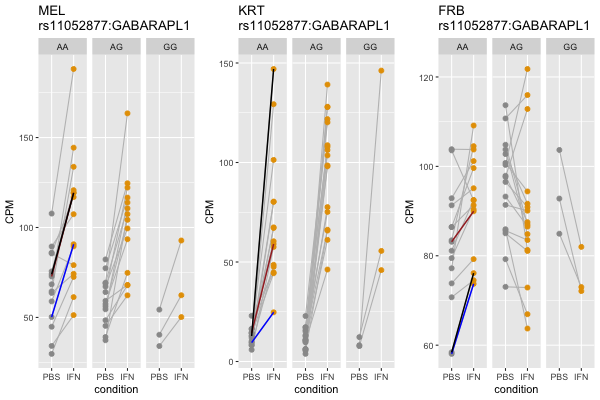 MEL
rs11052877:GABARAPL1
AA AG GG
CPM
150
100
50
PBS IFN PBS IFN PBS IFN
condition
KRT
rs11052877:GABARAPL1
AA AG GG
CPM
150
100
50
0
PBS IFN PBS IFN PBS IFN
condition
FRB
rs11052877:GABARAPL1
AA AG GG
CPM
120
100
80
60
PBS IFN PBS IFN PBS IFN
condition